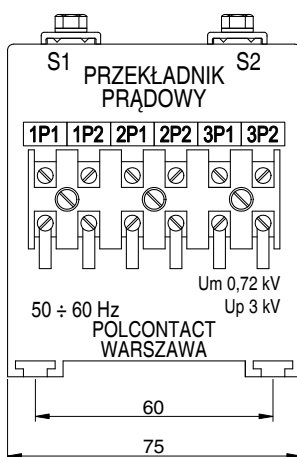 S1 S2
PRZEKŁADNIK
PRĄDOWY
1P1 1P2 2P1 2P2 3P1 3P2
Um 0,72 kV
50 ÷ 60 Hz Up 3 kV
POLCONTACT
WARSZAWA
60
75